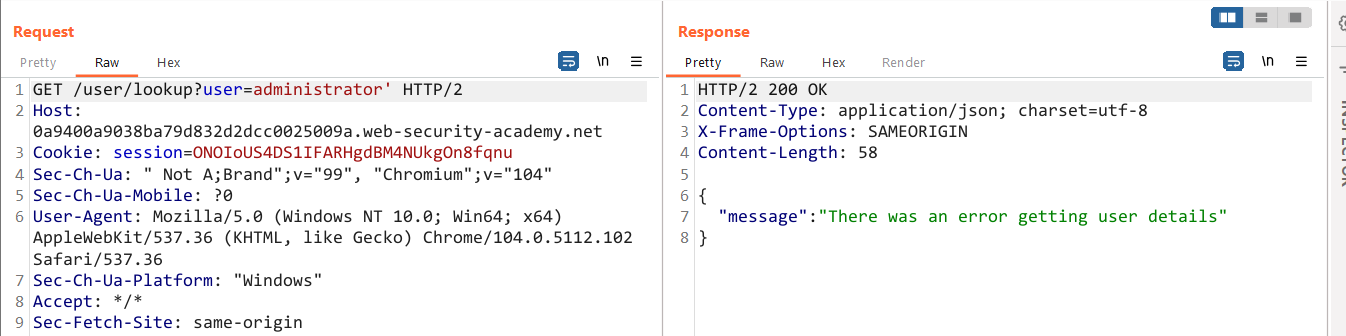 Request
Pretty Raw Hex \n
1 GET /user/lookup?user=administrator' HTTP/2
2 Host:
0a9400a9038ba79d832d2dcc0025009a.web-security-academy.net
3 Cookie: session=ONOIoUS4DS1IFARHgdBM4NUkgOn8fqnu
4 Sec-Ch-Ua: " Not A;Brand";v="99", "Chromium";v="104"
5 Sec-Ch-Ua-Mobile: ?0
6 User-Agent: Mozilla/5.0 (Windows NT 10.0; Win64; x64)
AppleWebKit/537.36 (KHTML, like Gecko) Chrome/104.0.5112.102
Safari/537.36
7 Sec-Ch-Ua-Platform: "Windows"
8 Accept: */*
9 Sec-Fetch-Site: same-origin
Response
Pretty Raw Hex Render \n
1 HTTP/2 200 OK
2 Content-Type: application/json; charset=utf-8
3 X-Frame-Options: SAMEORIGIN
4 Content-Length: 58
5
6 {
7 "message":"There was an error getting user details"
8 }